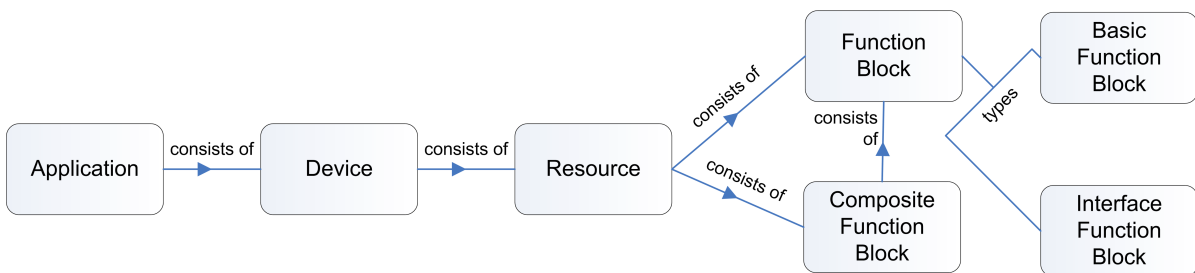 Application
consists of
Device
consists of
Resource
consists of
consists of
Function
Block
consists
of
Composite
Function
Block
types
Basic
Function
Block
Interface
Function
Block